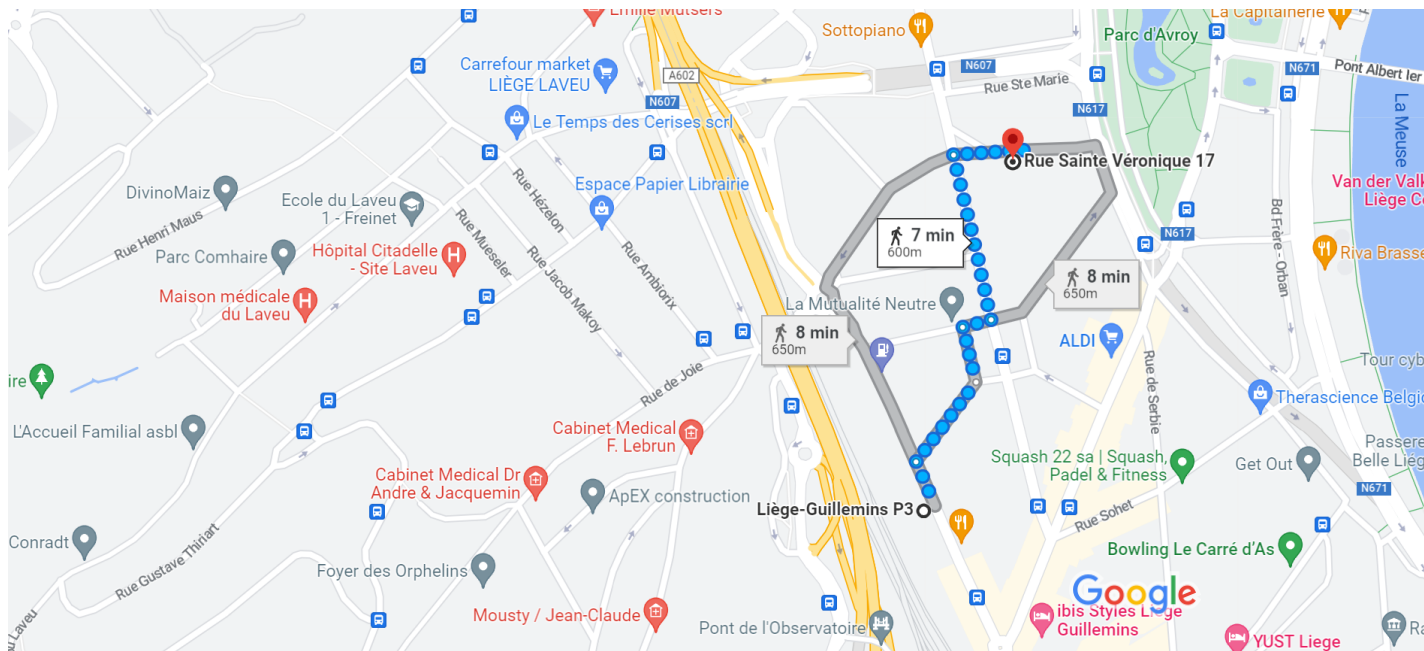 Emilie Mutsers
La Capitainerie
Sottopiano
Parc d'Avroy
Carrefour market
LIÈGE LAVEU
A602
N607
N671
Pont Albert Ier
Rue Ste Marie
N607
N617
Le Temps des Cerises scrl
La Meuse
Rue Sainte Véronique 17
DivinoMaiz
Espace Papier Librairie
Van der Valk
Liège Co
Rue Hézelon
Ecole du Laveu
1 - Freinet
Rue Henri Maus
Rue Mueseler
Bd Frère - Orban
7 min
600m
N617
Parc Comhaire
Hôpital Citadelle
- Site Laveu
Riva Brasse
Rue Ambiorix
8 min
650m
Rue Jacob Makoy
Maison médicale
du Laveu
La Mutualité Neutre
8 min
650m
ALDI
Tour cyb
Rue de Joie
ire
Rue de Serbie
Therascience Belgiq
L'Accueil Familial asbl
Cabinet Medical
F. Lebrun
Passere
Belle Liég
Squash 22 sa | Squash,
Padel & Fitness
Get Out
Cabinet Medical Dr
Andre & Jacquemin
ApEX construction
N671
Liège-Guillemins P3
Rue Sohet
Conradt
Bowling Le Carré d'As
Rue Gustave Thiriart
Foyer des Orphelins
Google
Mousty / Jean-Claude
ibis Styles Liège
Guillemins
Pont de l'Observatoire
u Laveu
YUST Liege
Ra